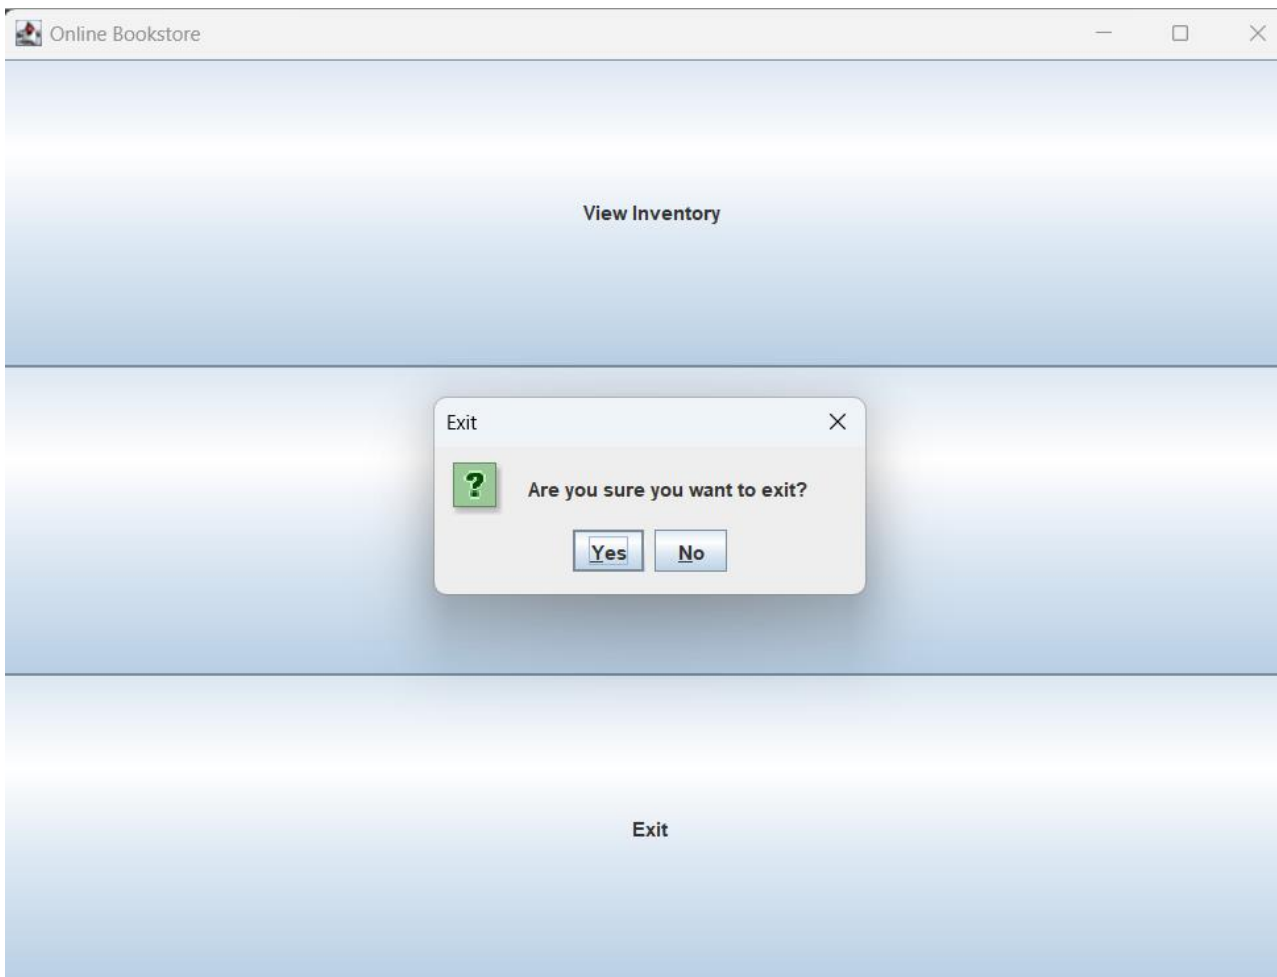 Online Bookstore
View Inventory
Exit
Are you sure you want to exit?
Yes No
Exit